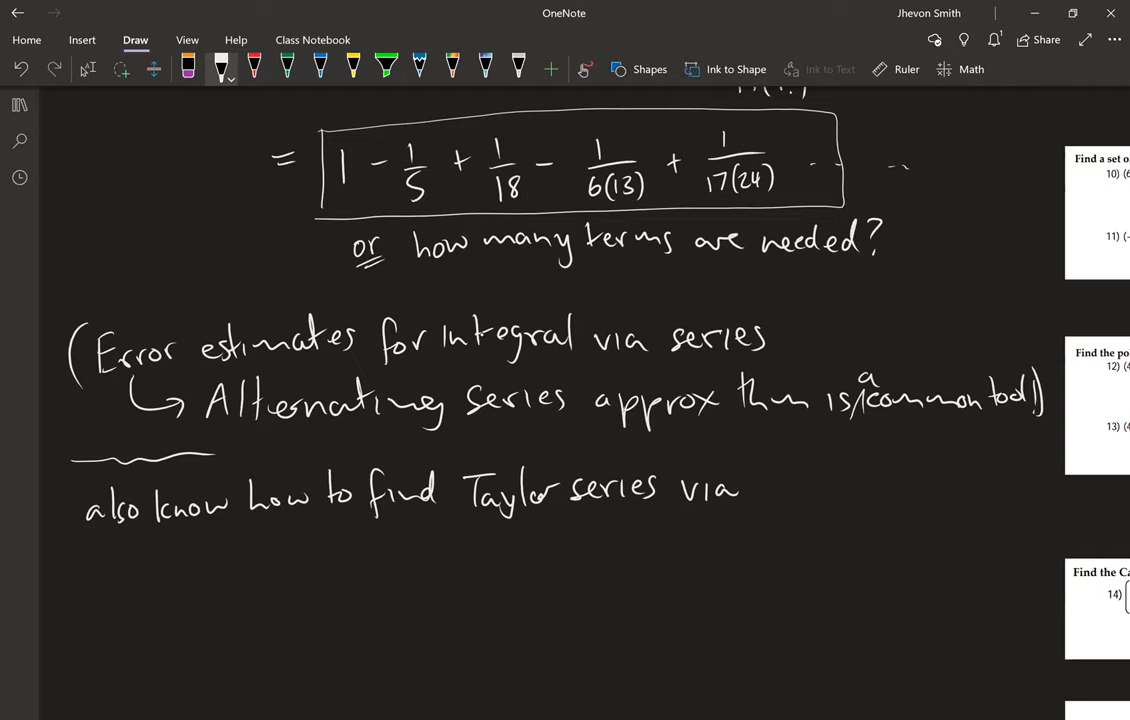 OneNote
Jhevon Smith
Home Insert Draw View Help Class Notebook
Share
Shapes Ink to Shape Ink to Text Ruler Math
= 1 - 1/5 + 1/18 - 1/6(13) + 1/17(24) - - ..
or how many terms are needed?
(Error estimates for integral via series
↳ Alternating series approx thm is a common tool!)
also know how to find Taylor series via
Find a set o
10) (6
11) (-
Find the po
12) (4
13) (4
Find the Ca
14)